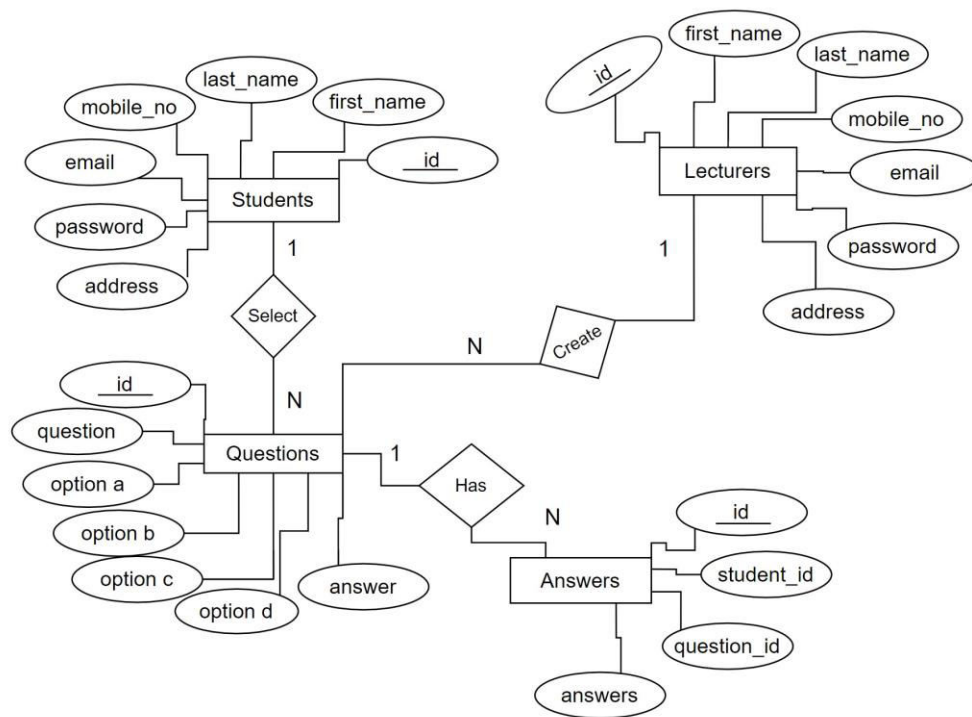 first_name
last_name
id
last_name
mobile_no
first_name
mobile_no
email
id
Lecturers
email
Students
password
password
address
address
1
1
Select
Create
N
id
N
question
Questions
1
option a
Has
id
N
option b
student_id
option c
answer
Answers
option d
question_id
answers